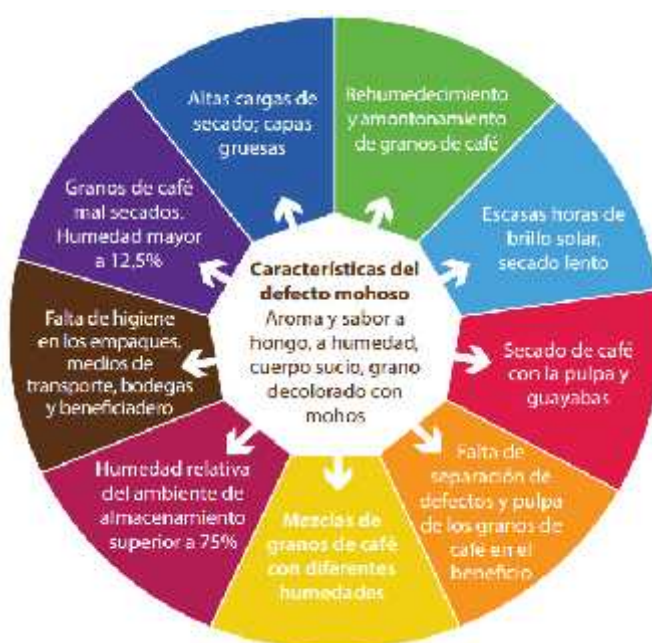 Características del
defecto mohoso
Aroma y sabor a
hongo, a humedad,
cuerpo sucio, grano
decolorado con
mohos
Altas cargas de
secado; capas
gruesas
Rehumedecimiento
y amontonamiento
de granos de café
Escasas horas de
brillo solar,
secado lento
Secado de café
con la pulpa y
guayabas
Falta de
separación de
defectos y pulpa
de los granos de
café en el
beneficio
Mezclas de
granos de café
con diferentes
humedades
Humedad relativa
del ambiente de
almacenamiento
superior a 75%
Falta de higiene
en los empaques,
medios de
transporte, bodegas
y beneficiadero
Granos de café
mal secados.
Humedad mayor
a 12,5%